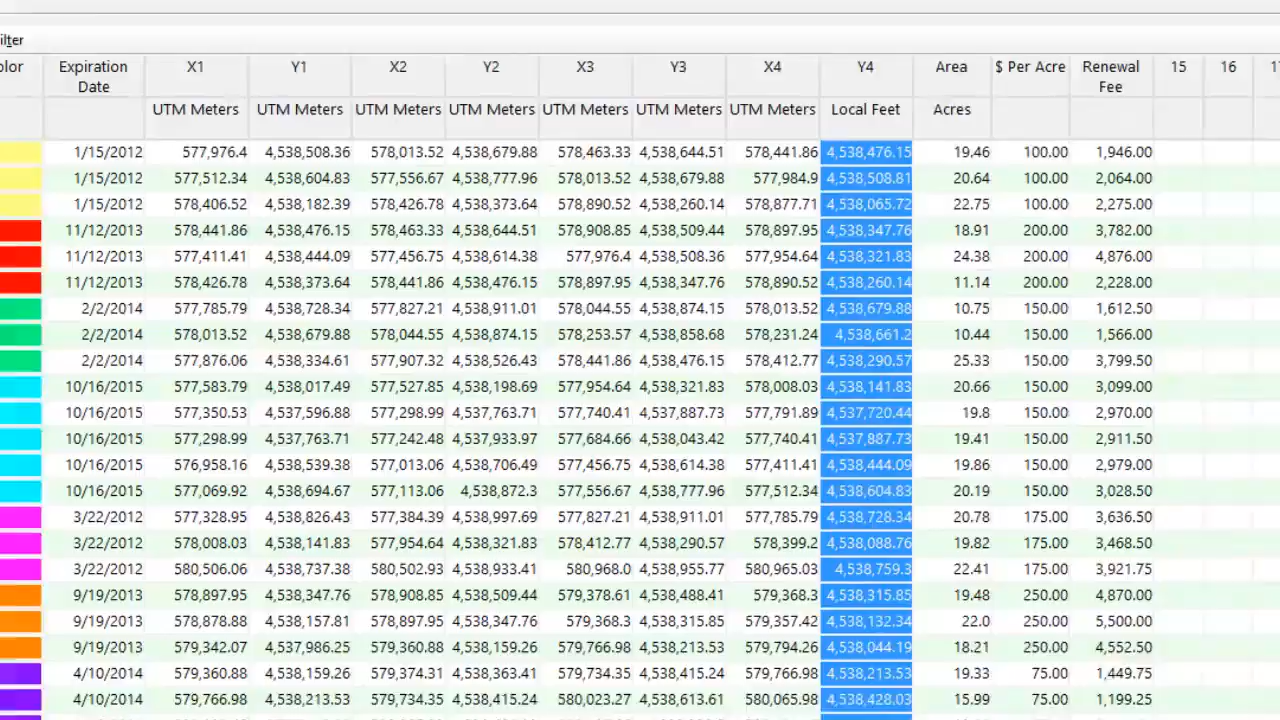 ilter
olor Expiration Date X1 Y1 X2 Y2 X3 Y3 X4 Y4 Area $ Per Acre Renewal Fee 15 16 17
UTM Meters UTM Meters UTM Meters UTM Meters UTM Meters UTM Meters UTM Meters Local Feet Acres
1/15/2012 577,976.4 4,538,508.36 578,013.52 4,538,679.88 578,463.33 4,538,644.51 578,441.86 4,538,476.15 19.46 100.00 1,946.00
1/15/2012 577,512.34 4,538,604.83 577,556.67 4,538,777.96 578,013.52 4,538,679.88 577,984.9 4,538,508.81 20.64 100.00 2,064.00
1/15/2012 578,406.52 4,538,182.39 578,426.78 4,538,373.64 578,890.52 4,538,260.14 578,877.71 4,538,065.72 22.75 100.00 2,275.00
11/12/2013 578,441.86 4,538,476.15 578,463.33 4,538,644.51 578,908.85 4,538,509.44 578,897.95 4,538,347.76 18.91 200.00 3,782.00
11/12/2013 577,411.41 4,538,444.09 577,456.75 4,538,614.38 577,976.4 4,538,508.36 577,954.64 4,538,321.83 24.38 200.00 4,876.00
11/12/2013 578,426.78 4,538,373.64 578,441.86 4,538,476.15 578,897.95 4,538,347.76 578,890.52 4,538,260.14 11.14 200.00 2,228.00
2/2/2014 577,785.79 4,538,728.34 577,827.21 4,538,911.01 578,044.55 4,538,874.15 578,013.52 4,538,679.88 10.75 150.00 1,612.50
2/2/2014 578,013.52 4,538,679.88 578,044.55 4,538,874.15 578,253.57 4,538,858.68 578,231.24 4,538,661.2 10.44 150.00 1,566.00
2/2/2014 577,876.06 4,538,334.61 577,907.32 4,538,526.43 578,441.86 4,538,476.15 578,412.77 4,538,290.57 25.33 150.00 3,799.50
10/16/2015 577,583.79 4,538,017.49 577,527.85 4,538,198.69 577,954.64 4,538,321.83 578,008.03 4,538,141.83 20.66 150.00 3,099.00
10/16/2015 577,350.53 4,537,596.88 577,298.99 4,537,763.71 577,740.41 4,537,887.73 577,791.89 4,537,720.44 19.8 150.00 2,970.00
10/16/2015 577,298.99 4,537,763.71 577,242.48 4,537,933.97 577,684.66 4,538,043.42 577,740.41 4,537,887.73 19.41 150.00 2,911.50
10/16/2015 576,958.16 4,538,539.38 577,013.06 4,538,706.49 577,456.75 4,538,614.38 577,411.41 4,538,444.09 19.86 150.00 2,979.00
10/16/2015 577,069.92 4,538,694.67 577,113.06 4,538,872.3 577,556.67 4,538,777.96 577,512.34 4,538,604.83 20.19 150.00 3,028.50
3/22/2012 577,328.95 4,538,826.43 577,384.39 4,538,997.69 577,827.21 4,538,911.01 577,785.79 4,538,728.34 20.78 175.00 3,636.50
3/22/2012 578,008.03 4,538,141.83 577,954.64 4,538,321.83 578,412.77 4,538,290.57 578,399.2 4,538,088.76 19.82 175.00 3,468.50
3/22/2012 580,506.06 4,538,737.38 580,502.93 4,538,933.41 580,968.0 4,538,955.77 580,965.03 4,538,759.3 22.41 175.00 3,921.75
9/19/2013 578,897.95 4,538,347.76 578,908.85 4,538,509.44 579,378.61 4,538,488.41 579,368.3 4,538,315.85 19.48 250.00 4,870.00
9/19/2013 578,878.88 4,538,157.81 578,897.95 4,538,347.76 579,368.3 4,538,315.85 579,357.42 4,538,132.34 22.0 250.00 5,500.00
9/19/2013 579,342.07 4,537,986.25 579,360.88 4,538,159.26 579,766.98 4,538,213.53 579,794.26 4,538,044.19 18.21 250.00 4,552.50
4/10/2014 579,360.88 4,538,159.26 579,374.31 4,538,363.41 579,734.35 4,538,415.24 579,766.98 4,538,213.53 19.33 75.00 1,449.75
4/10/2014 579,766.98 4,538,213.53 579,734.35 4,538,415.24 580,023.27 4,538,613.61 580,065.98 4,538,428.03 15.99 75.00 1,199.25